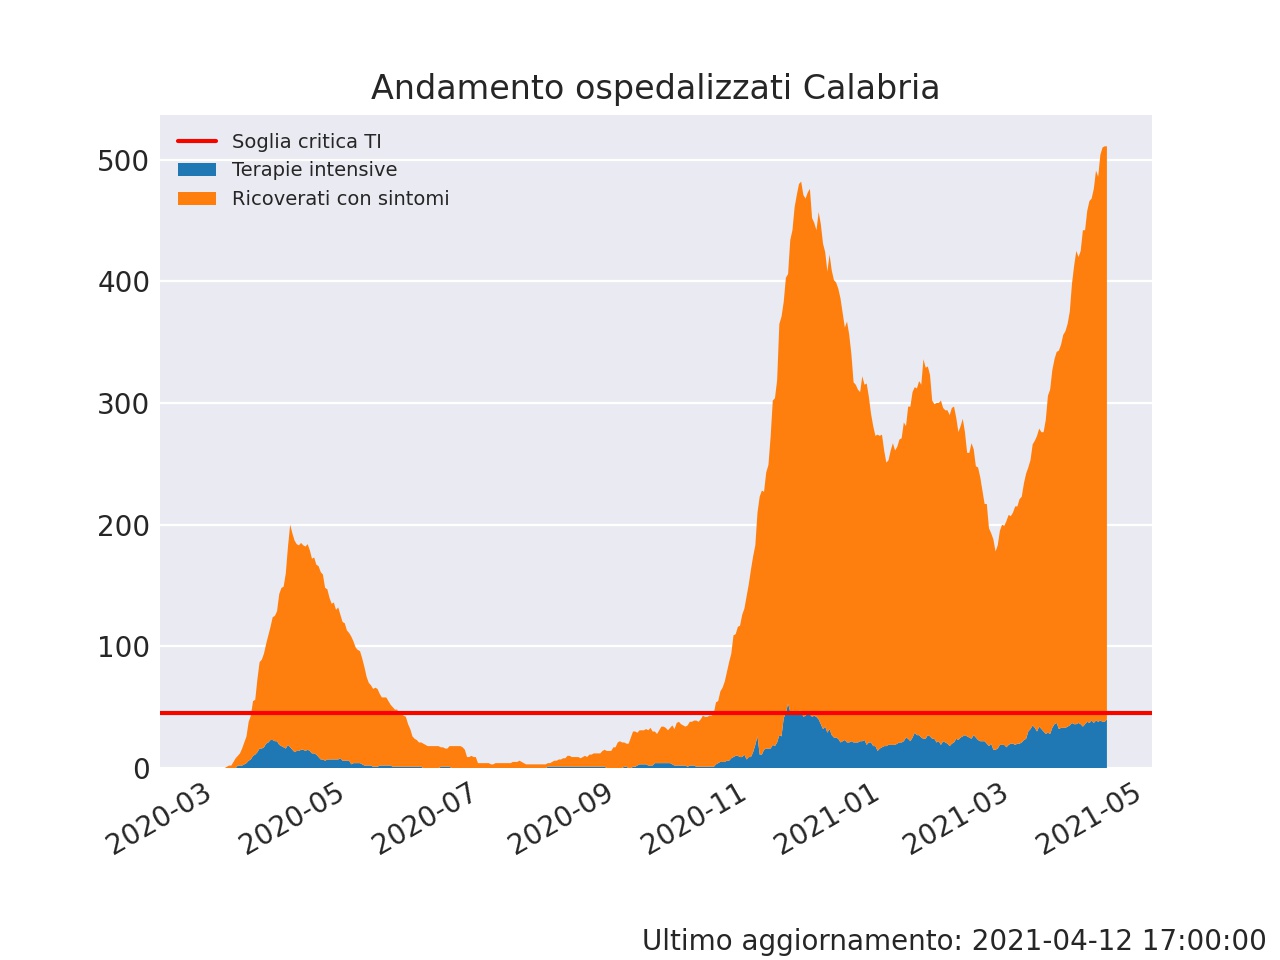 Andamento ospedalizzati Calabria
Soglia critica TI
Terapie intensive
Ricoverati con sintomi
500
400
300
200
100
0
2020-03
2020-05
2020-07
2020-09
2020-11
2021-01
2021-03
2021-05
Ultimo aggiornamento: 2021-04-12 17:00:00